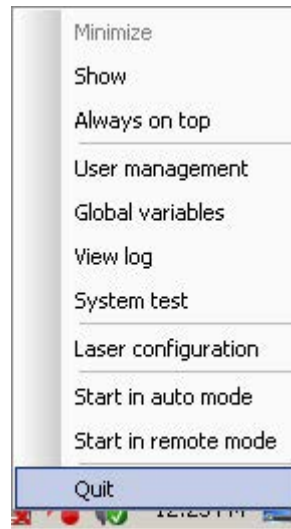 Minimize
Show
Always on top
User management
Global variables
View log
System test
Laser configuration
Start in auto mode
Start in remote mode
Quit